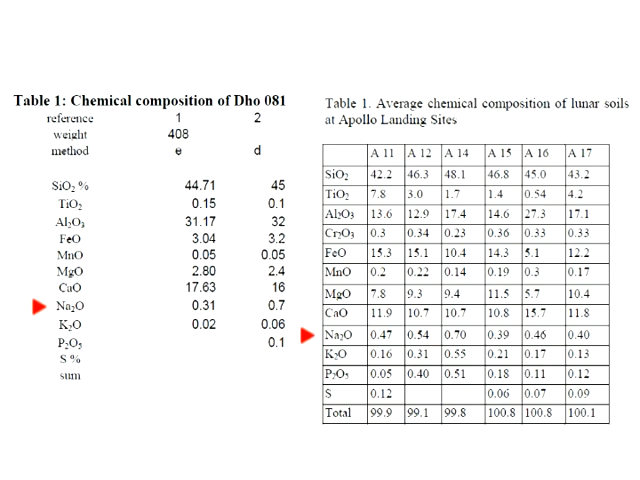 Table 1: Chemical composition of Dho 081
reference 1 2
weight 408
method e d
SiO₂ % 44.71 45
TiO₂ 0.15 0.1
Al₂O₃ 31.17 32
FeO 3.04 3.2
MnO 0.05 0.05
MgO 2.80 2.4
CaO 17.63 16
Na₂O 0.31 0.7
K₂O 0.02 0.06
P₂O₅ 0.1
S %
sum
Table 1. Average chemical composition of lunar soils
at Apollo Landing Sites
A 11 A 12 A 14 A 15 A 16 A 17
SiO₂ 42.2 46.3 48.1 46.8 45.0 43.2
TiO₂ 7.8 3.0 1.7 1.4 0.54 4.2
Al₂O₃ 13.6 12.9 17.4 14.6 27.3 17.1
Cr₂O₃ 0.3 0.34 0.23 0.36 0.33 0.33
FeO 15.3 15.1 10.4 14.3 5.1 12.2
MnO 0.2 0.22 0.14 0.19 0.3 0.17
MgO 7.8 9.3 9.4 11.5 5.7 10.4
CaO 11.9 10.7 10.7 10.8 15.7 11.8
Na₂O 0.47 0.54 0.70 0.39 0.46 0.40
K₂O 0.16 0.31 0.55 0.21 0.17 0.13
P₂O₅ 0.05 0.40 0.51 0.18 0.11 0.12
S 0.12 0.06 0.07 0.09
Total 99.9 99.1 99.8 100.8 100.8 100.1